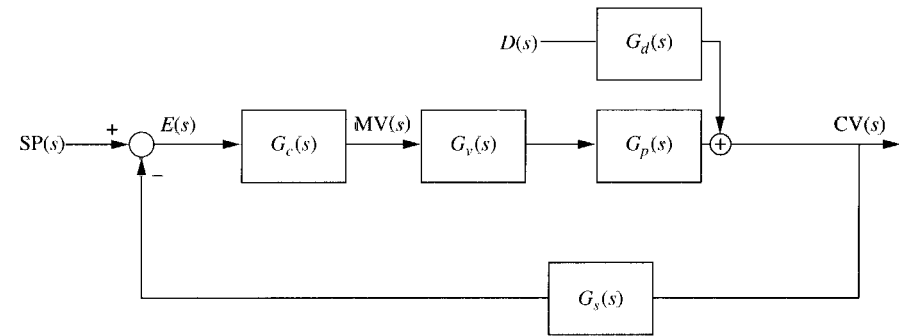 D(s)
G_d(s)
SP(s)
+
E(s)
G_c(s)
MV(s)
G_v(s)
G_p(s)
+
CV(s)
−
G_s(s)